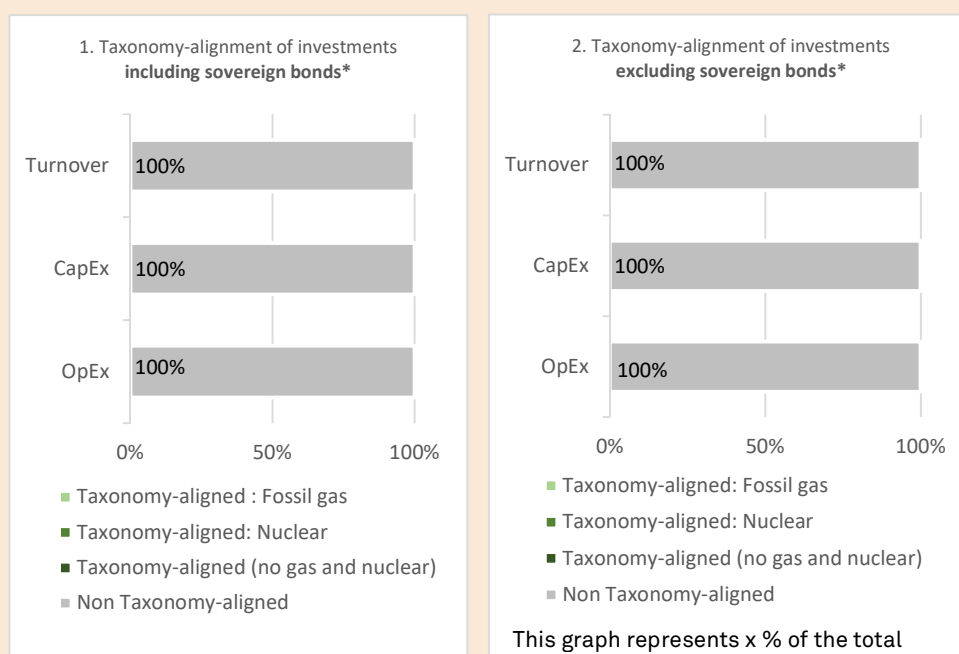 1. Taxonomy-alignment of investments
including sovereign bonds*
Turnover
100%
CapEx
100%
OpEx
100%
0%
50%
100%
Taxonomy-aligned : Fossil gas
Taxonomy-aligned: Nuclear
Taxonomy-aligned (no gas and nuclear)
Non Taxonomy-aligned
2. Taxonomy-alignment of investments
excluding sovereign bonds*
Turnover
100%
CapEx
100%
OpEx
100%
0%
50%
100%
Taxonomy-aligned: Fossil gas
Taxonomy-aligned: Nuclear
Taxonomy-aligned (no gas and nuclear)
Non Taxonomy-aligned
This graph represents x % of the total